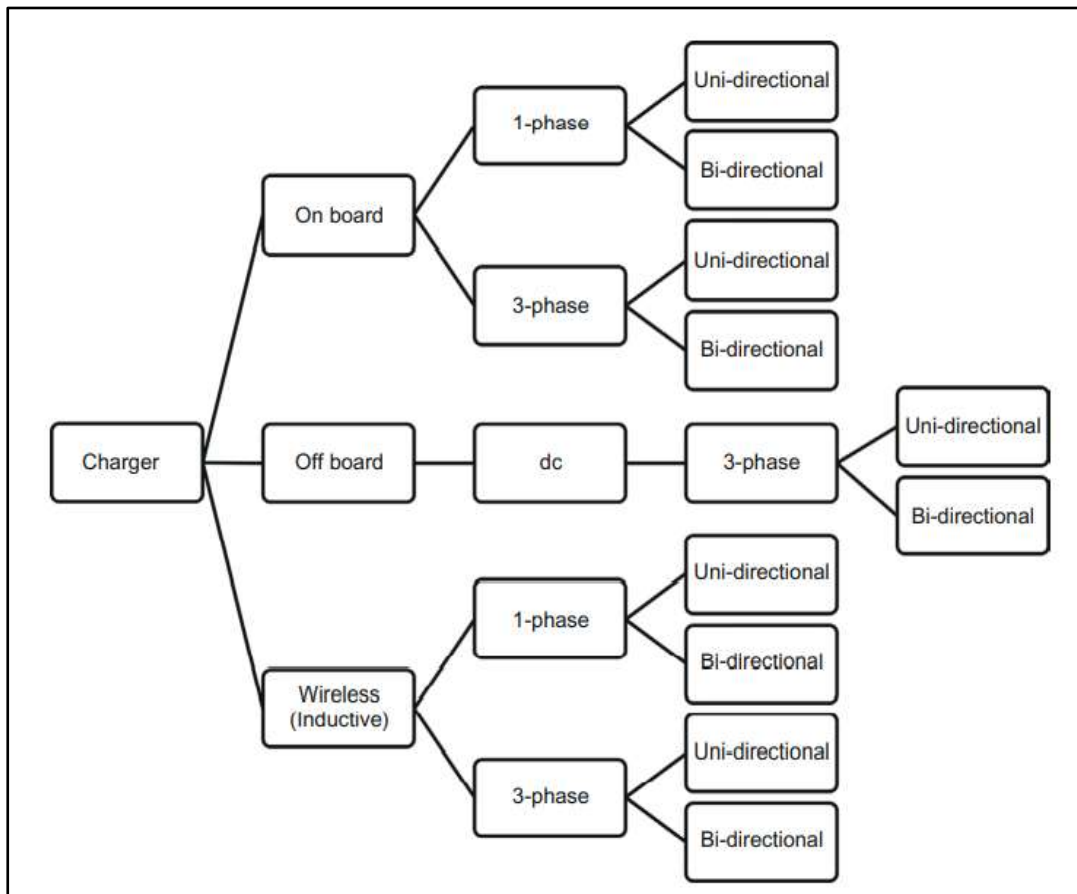 Uni-directional
1-phase
Bi-directional
On board
Uni-directional
3-phase
Bi-directional
Uni-directional
Charger
Off board
dc
3-phase
Bi-directional
Uni-directional
1-phase
Bi-directional
Wireless
(Inductive)
Uni-directional
3-phase
Bi-directional